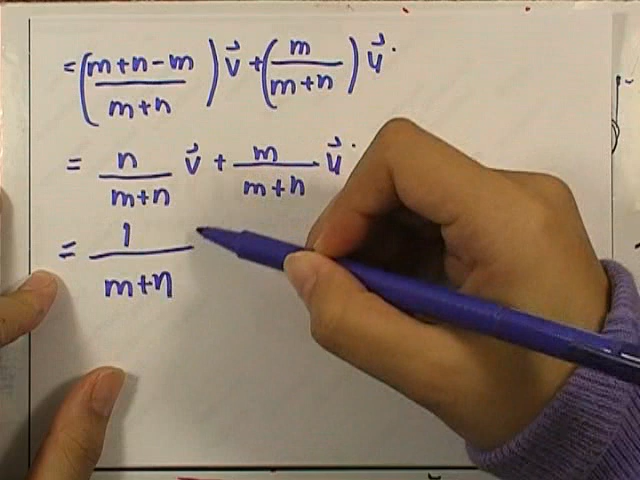 = (m+n-m / m+n) v⃗ + (m / m+n) u⃗.
= n / m+n v⃗ + m / m+n u⃗.
= 1 / m+n